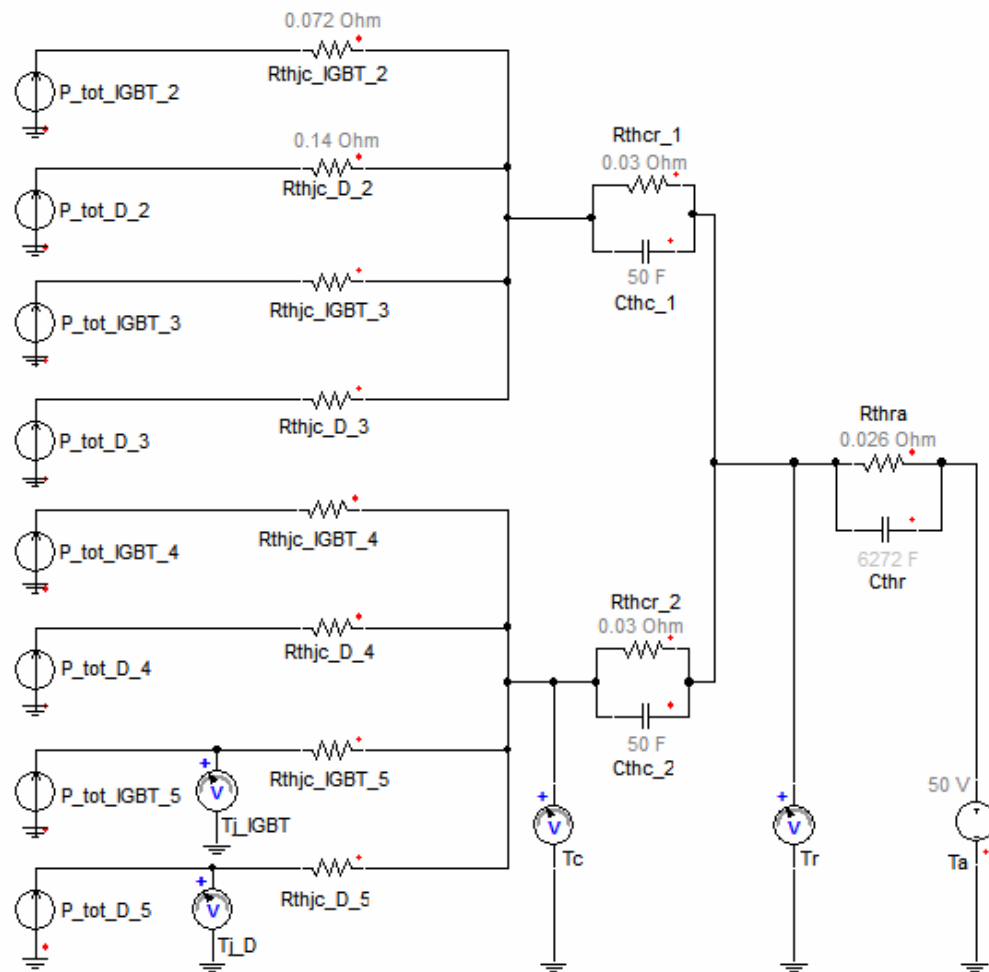 0.072 Ohm
Rthjc_IGBT_2
P_tot_IGBT_2
0.14 Ohm
Rthjc_D_2
P_tot_D_2
Rthcr_1
0.03 Ohm
50 F
Cthc_1
Rthjc_IGBT_3
P_tot_IGBT_3
Rthjc_D_3
P_tot_D_3
Rthra
0.026 Ohm
6272 F
Cthr
Rthjc_IGBT_4
P_tot_IGBT_4
Rthcr_2
0.03 Ohm
Rthjc_D_4
P_tot_D_4
50 F
Cthc_2
Rthjc_IGBT_5
P_tot_IGBT_5
+
V
Tj_IGBT
+
V
Tc
+
V
Tr
50 V
Ta
Rthjc_D_5
P_tot_D_5
+
V
Tj_D